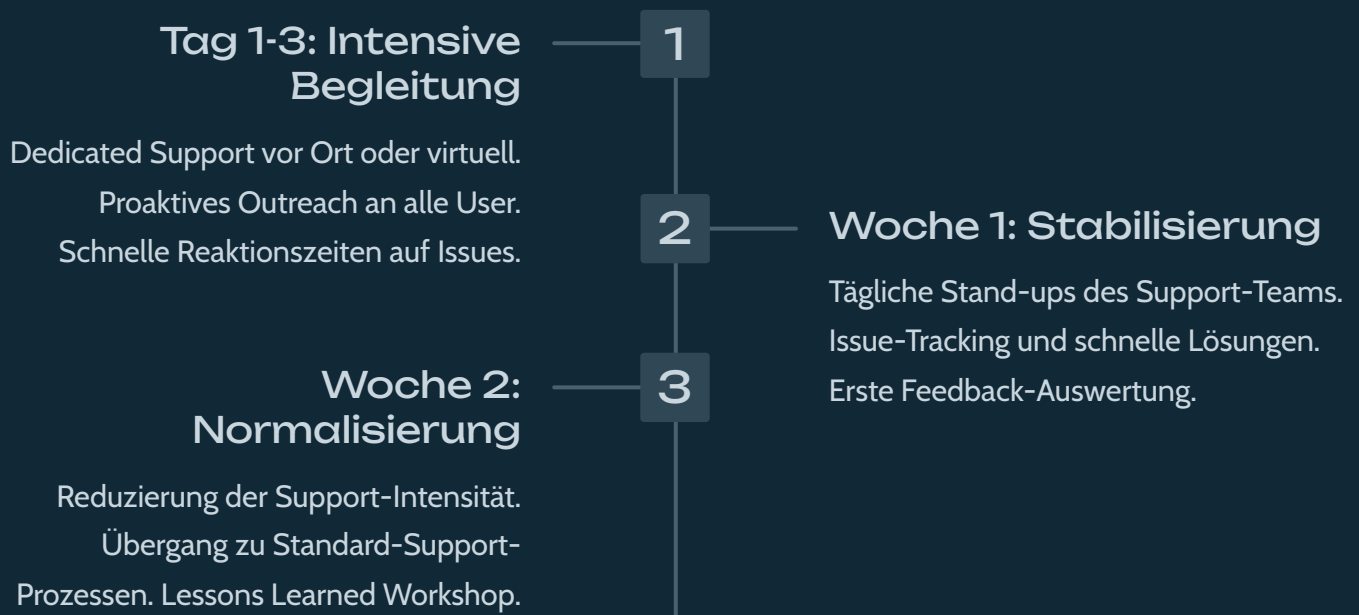 1
Tag 1-3: Intensive
Begleitung
Dedicated Support vor Ort oder virtuell.
Proaktives Outreach an alle User.
Schnelle Reaktionszeiten auf Issues.
2
Woche 1: Stabilisierung
Tägliche Stand-ups des Support-Teams.
Issue-Tracking und schnelle Lösungen.
Erste Feedback-Auswertung.
3
Woche 2:
Normalisierung
Reduzierung der Support-Intensität.
Übergang zu Standard-Support-
Prozessen. Lessons Learned Workshop.